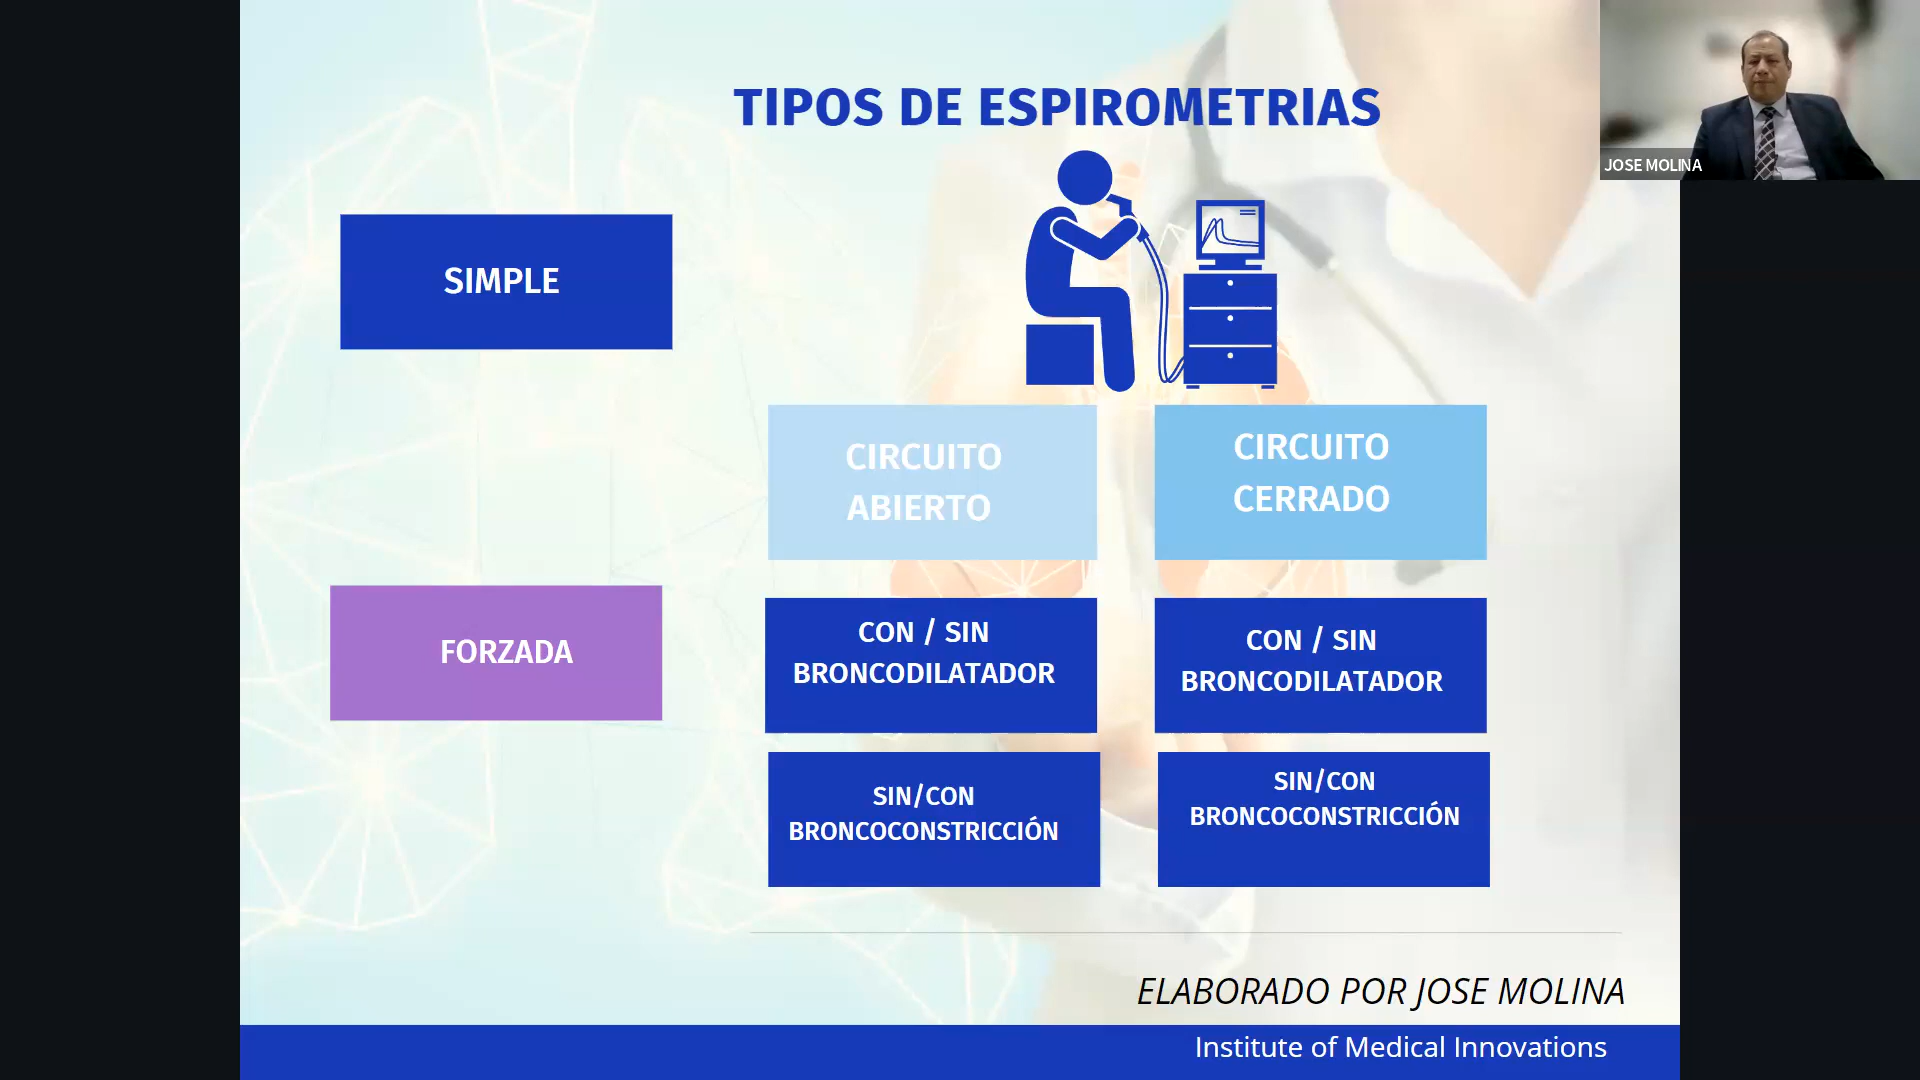 TIPOS DE ESPIROMETRIAS
JOSE MOLINA
SIMPLE
CIRCUITO
ABIERTO
CIRCUITO
CERRADO
FORZADA
CON / SIN
BRONCODILATADOR
CON / SIN
BRONCODILATADOR
SIN/CON
BRONCOCONSTRICCIÓN
SIN/CON
BRONCOCONSTRICCIÓN
ELABORADO POR JOSE MOLINA
Institute of Medical Innovations